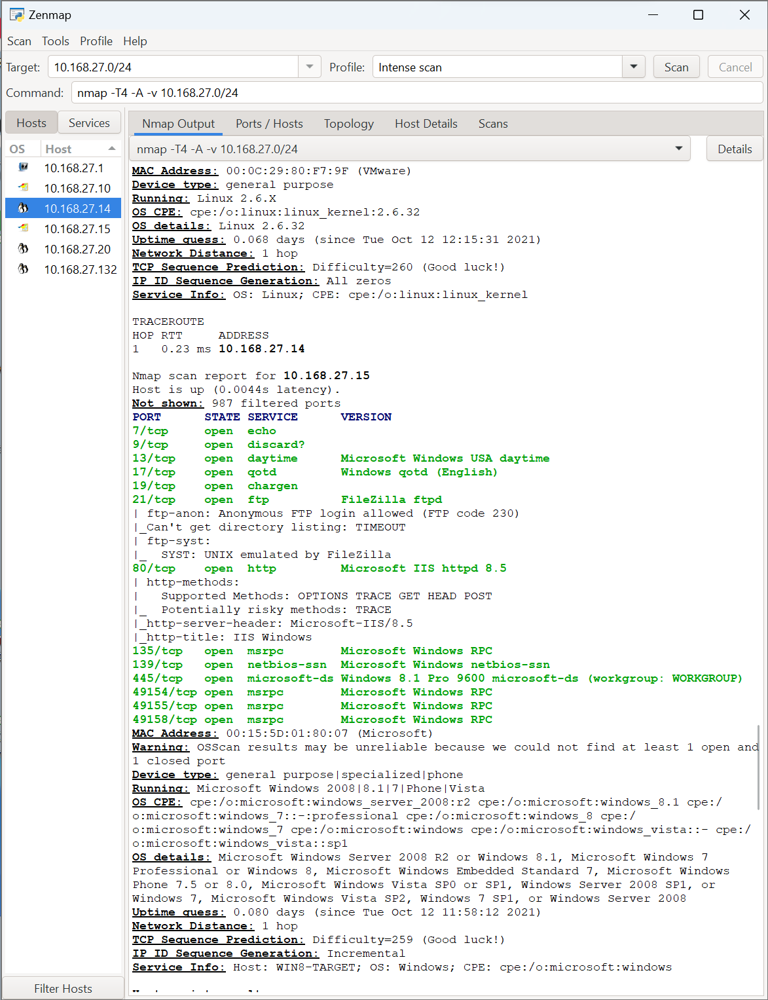 Zenmap
Scan Tools Profile Help
Target: 10.168.27.0/24 Profile: Intense scan Scan Cancel
Command: nmap -T4 -A -v 10.168.27.0/24
Hosts Services
OS Host
10.168.27.1
10.168.27.10
10.168.27.14
10.168.27.15
10.168.27.20
10.168.27.132
Filter Hosts
Nmap Output Ports / Hosts Topology Host Details Scans
nmap -T4 -A -v 10.168.27.0/24 Details
MAC Address: 00:0C:29:80:F7:9F (VMware)
Device type: general purpose
Running: Linux 2.6.X
OS CPE: cpe:/o:linux:linux_kernel:2.6.32
OS details: Linux 2.6.32
Uptime guess: 0.068 days (since Tue Oct 12 12:15:31 2021)
Network Distance: 1 hop
TCP Sequence Prediction: Difficulty=260 (Good luck!)
IP ID Sequence Generation: All zeros
Service Info: OS: Linux; CPE: cpe:/o:linux:linux_kernel
TRACEROUTE
HOP RTT ADDRESS
1 0.23 ms 10.168.27.14
Nmap scan report for 10.168.27.15
Host is up (0.0044s latency).
Not shown: 987 filtered ports
PORT STATE SERVICE VERSION
7/tcp open echo
9/tcp open discard?
13/tcp open daytime Microsoft Windows USA daytime
17/tcp open qotd Windows qotd (English)
19/tcp open chargen
21/tcp open ftp FileZilla ftpd
| ftp-anon: Anonymous FTP login allowed (FTP code 230)
|_Can't get directory listing: TIMEOUT
| ftp-syst:
|_ SYST: UNIX emulated by FileZilla
80/tcp open http Microsoft IIS httpd 8.5
| http-methods:
| Supported Methods: OPTIONS TRACE GET HEAD POST
|_ Potentially risky methods: TRACE
|_http-server-header: Microsoft-IIS/8.5
|_http-title: IIS Windows
135/tcp open msrpc Microsoft Windows RPC
139/tcp open netbios-ssn Microsoft Windows netbios-ssn
445/tcp open microsoft-ds Windows 8.1 Pro 9600 microsoft-ds (workgroup: WORKGROUP)
49154/tcp open msrpc Microsoft Windows RPC
49155/tcp open msrpc Microsoft Windows RPC
49158/tcp open msrpc Microsoft Windows RPC
MAC Address: 00:15:5D:01:80:07 (Microsoft)
Warning: OSScan results may be unreliable because we could not find at least 1 open and
1 closed port
Device type: general purpose|specialized|phone
Running: Microsoft Windows 2008|8.1|7|Phone|Vista
OS CPE: cpe:/o:microsoft:windows_server_2008:r2 cpe:/o:microsoft:windows_8.1 cpe:/
o:microsoft:windows_7::-:professional cpe:/o:microsoft:windows_8 cpe:/
o:microsoft:windows_7 cpe:/o:microsoft:windows cpe:/o:microsoft:windows_vista::- cpe:/
o:microsoft:windows_vista::sp1
OS details: Microsoft Windows Server 2008 R2 or Windows 8.1, Microsoft Windows 7
Professional or Windows 8, Microsoft Windows Embedded Standard 7, Microsoft Windows
Phone 7.5 or 8.0, Microsoft Windows Vista SP0 or SP1, Windows Server 2008 SP1, or
Windows 7, Microsoft Windows Vista SP2, Windows 7 SP1, or Windows Server 2008
Uptime guess: 0.080 days (since Tue Oct 12 11:58:12 2021)
Network Distance: 1 hop
TCP Sequence Prediction: Difficulty=259 (Good luck!)
IP ID Sequence Generation: Incremental
Service Info: Host: WIN8-TARGET; OS: Windows; CPE: cpe:/o:microsoft:windows